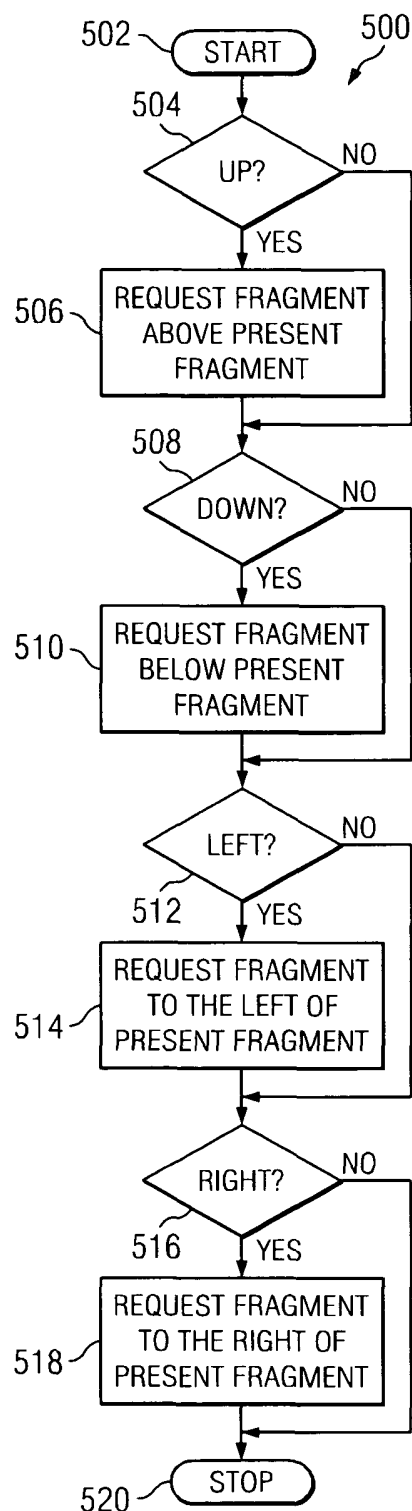 502
START
500
504
UP?
NO
YES
506
REQUEST FRAGMENT
ABOVE PRESENT
FRAGMENT
508
DOWN?
NO
YES
510
REQUEST FRAGMENT
BELOW PRESENT
FRAGMENT
LEFT?
NO
512
YES
514
REQUEST FRAGMENT
TO THE LEFT OF
PRESENT FRAGMENT
RIGHT?
NO
516
YES
518
REQUEST FRAGMENT
TO THE RIGHT OF
PRESENT FRAGMENT
520
STOP